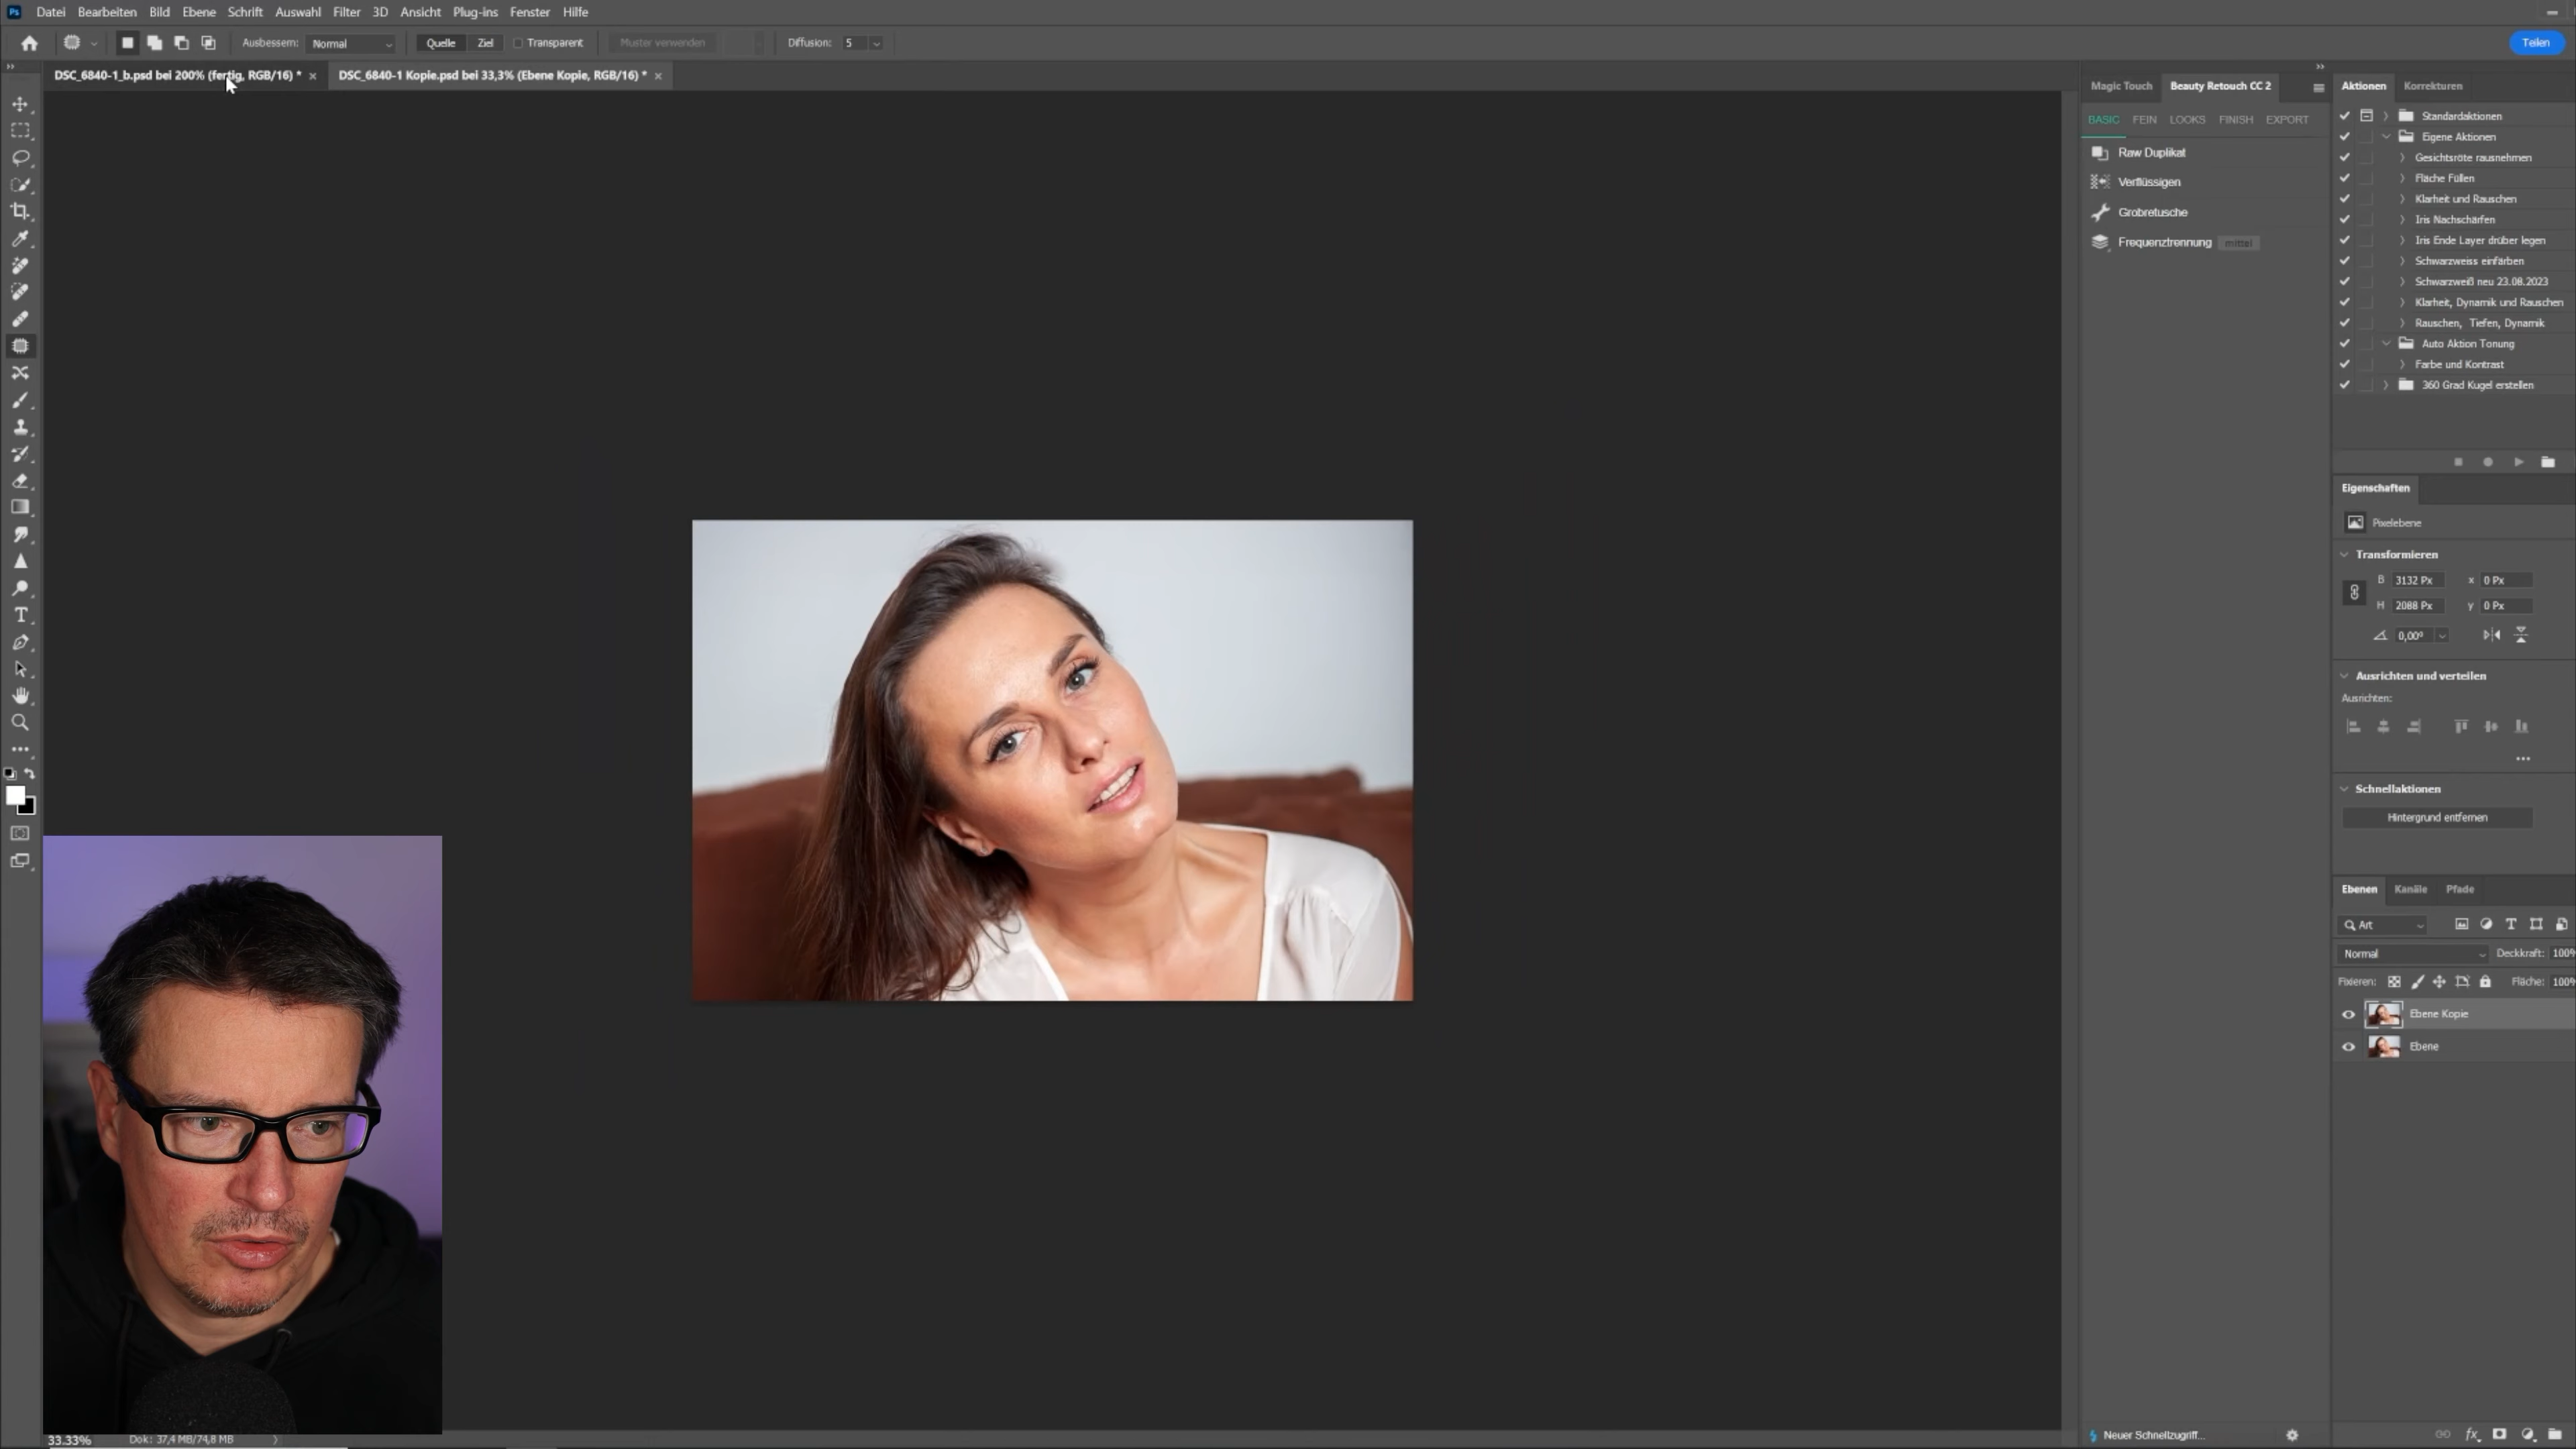 Ps Datei Bearbeiten Bild Ebene Schrift Auswahl Filter 3D Ansicht Plug-ins Fenster Hilfe
Ausbessern: Normal Quelle Ziel Transparent Muster verwenden Diffusion: 5 Teilen
DSC_6840-1_b.psd bei 200% (fertig, RGB/16) * × DSC_6840-1 Kopie.psd bei 33,3% (Ebene Kopie, RGB/16) * ×
Magic Touch Beauty Retouch CC 2
BASIC FEIN LOOKS FINISH EXPORT
Raw Duplikat
Verflüssigen
Grobretusche
Frequenztrennung mittel
Aktionen Korrekturen
Standardaktionen
Eigene Aktionen
Gesichtsröte rausnehmen
Fläche Füllen
Klarheit und Rauschen
Iris Nachschärfen
Iris Ende Layer drüber legen
Schwarzweiss einfärben
Schwarzweiß neu 23.08.2023
Klarheit, Dynamik und Rauschen
Rauschen, Tiefen, Dynamik
Auto Aktion Tonung
Farbe und Kontrast
360 Grad Kugel erstellen
Eigenschaften
Pixelebene
Transformieren
B 3132 Px x 0 Px
H 2088 Px y 0 Px
0,00°
Ausrichten und verteilen
Ausrichten:
Schnellaktionen
Hintergrund entfernen
Ebenen Kanäle Pfade
Art
Normal Deckkraft: 100%
Fixieren: Fläche: 100%
Ebene Kopie
Ebene
33.33% Dok: 37,4 MB/74,8 MB
Neuer Schnellzugriff...